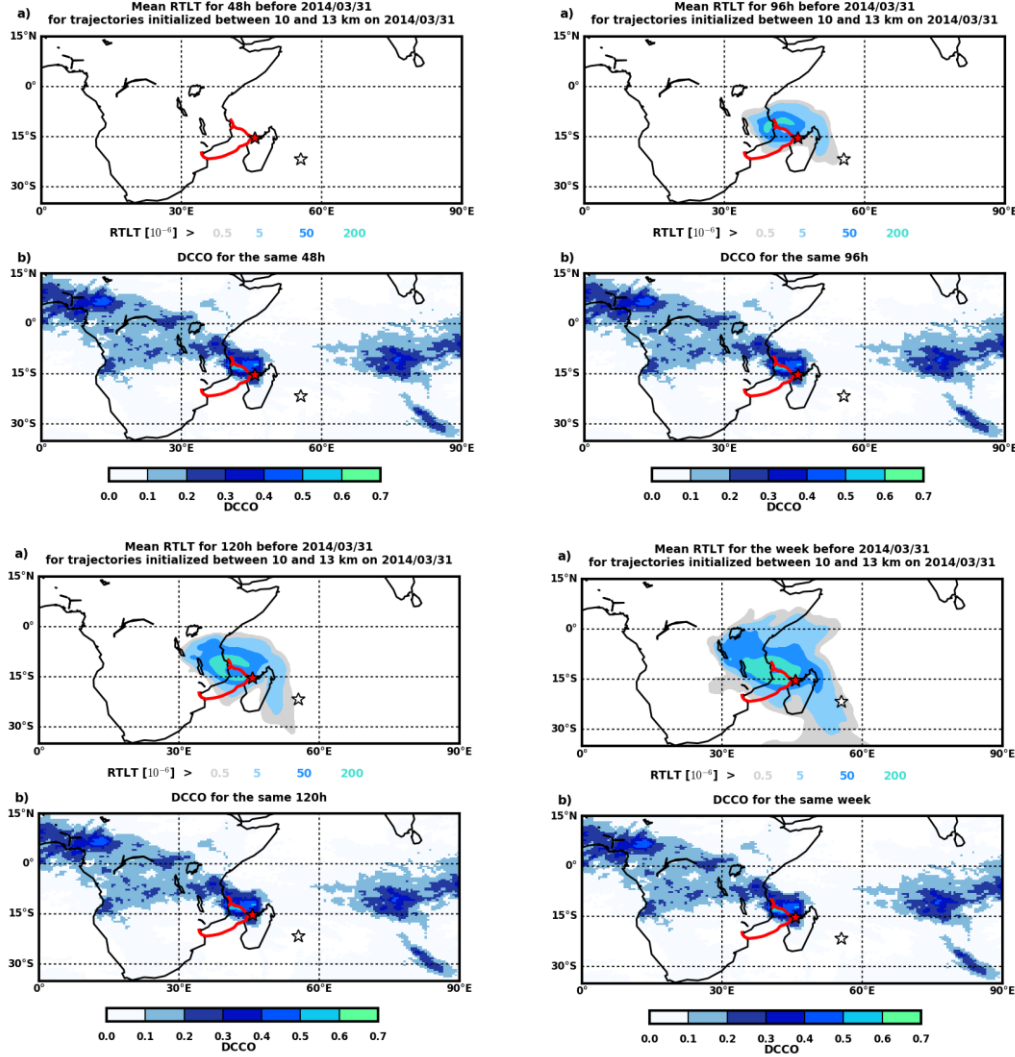 a) Mean RTLT for 48h before 2014/03/31
for trajectories initialized between 10 and 13 km on 2014/03/31
15°N
0°
15°S
30°S
0° 30°E 60°E 90°E
RTLT [10⁻⁶] > 0.5 5 50 200
b) DCCO for the same 48h
15°N
0°
15°S
30°S
0° 30°E 60°E 90°E
0.0 0.1 0.2 0.3 0.4 0.5 0.6 0.7
DCCO
a) Mean RTLT for 96h before 2014/03/31
for trajectories initialized between 10 and 13 km on 2014/03/31
15°N
0°
15°S
30°S
0° 30°E 60°E 90°E
RTLT [10⁻⁶] > 0.5 5 50 200
b) DCCO for the same 96h
15°N
0°
15°S
30°S
0° 30°E 60°E 90°E
0.0 0.1 0.2 0.3 0.4 0.5 0.6 0.7
DCCO
a) Mean RTLT for 120h before 2014/03/31
for trajectories initialized between 10 and 13 km on 2014/03/31
15°N
0°
15°S
30°S
0° 30°E 60°E 90°E
RTLT [10⁻⁶] > 0.5 5 50 200
b) DCCO for the same 120h
15°N
0°
15°S
30°S
0° 30°E 60°E 90°E
0.0 0.1 0.2 0.3 0.4 0.5 0.6 0.7
DCCO
a) Mean RTLT for the week before 2014/03/31
for trajectories initialized between 10 and 13 km on 2014/03/31
15°N
0°
15°S
30°S
0° 30°E 60°E 90°E
RTLT [10⁻⁶] > 0.5 5 50 200
b) DCCO for the same week
15°N
0°
15°S
30°S
0° 30°E 60°E 90°E
0.0 0.1 0.2 0.3 0.4 0.5 0.6 0.7
DCCO